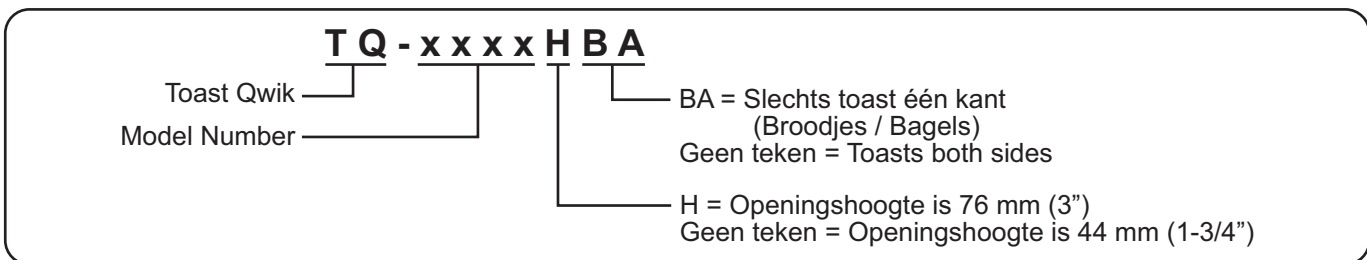 T Q - x x x x H B A
Toast Qwik
Model Number
BA = Slechts toast één kant
(Broodjes / Bagels)
Geen teken = Toasts both sides
H = Openingshoogte is 76 mm (3”)
Geen teken = Openingshoogte is 44 mm (1-3/4”)